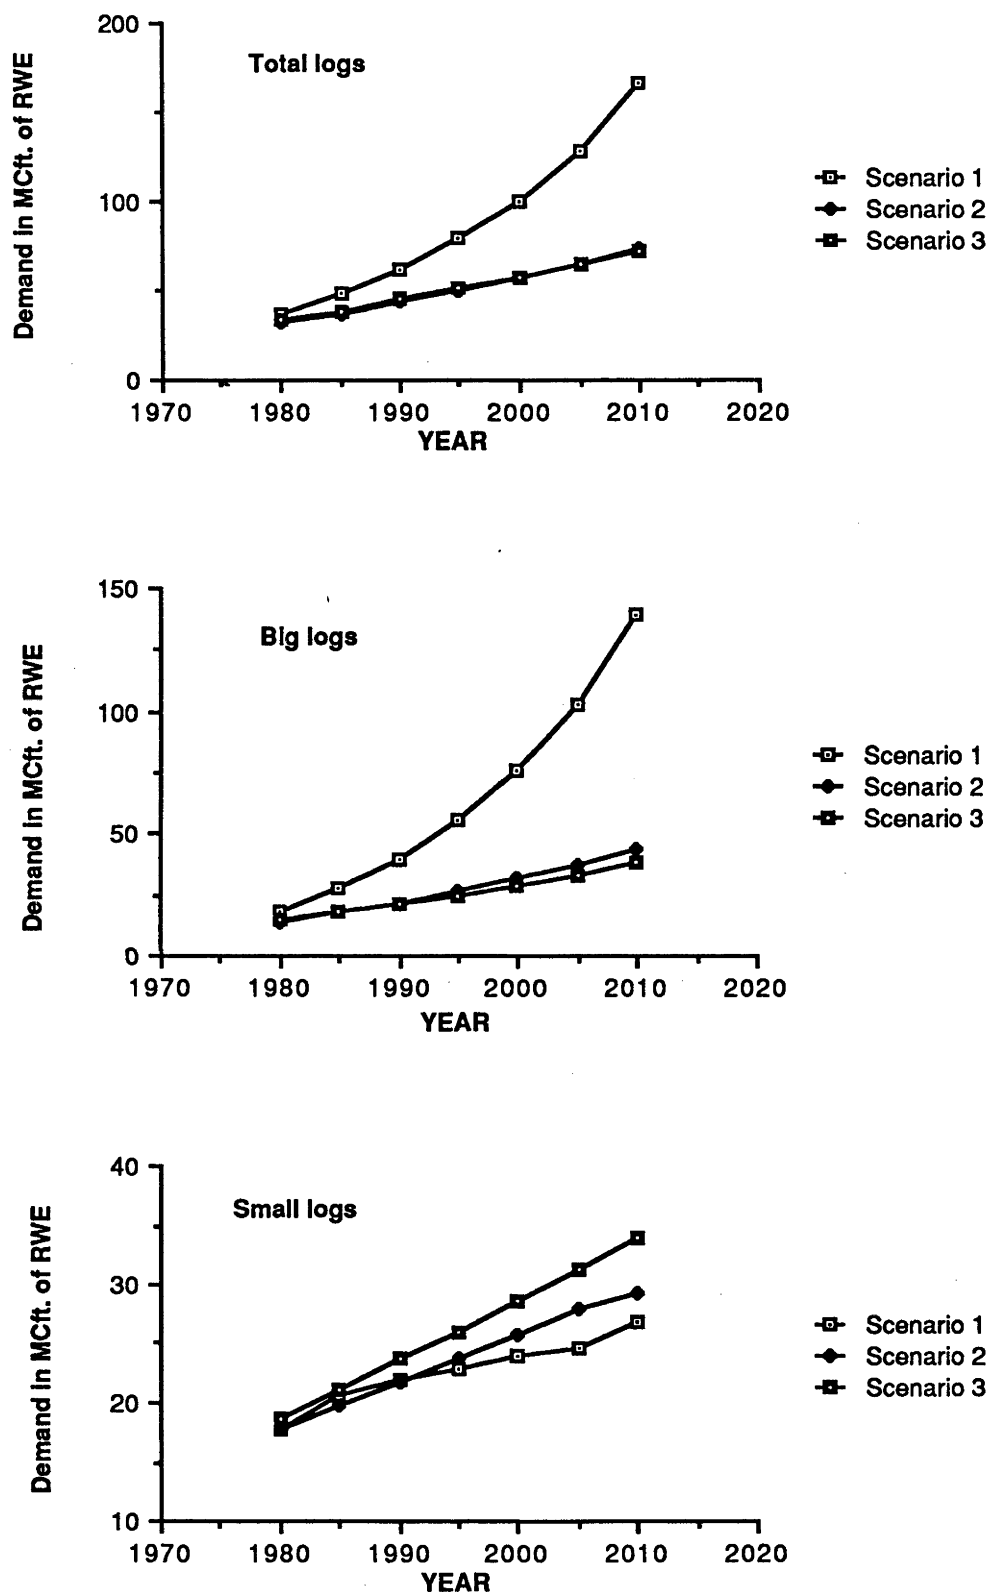 200
Total logs
Demand in MCft. of RWE
100
0
1970 1980 1990 2000 2010 2020
YEAR
Scenario 1
Scenario 2
Scenario 3
150
Big logs
Demand in MCft. of RWE
100
50
0
1970 1980 1990 2000 2010 2020
YEAR
Scenario 1
Scenario 2
Scenario 3
40
Small logs
Demand in MCft. of RWE
30
20
10
1970 1980 1990 2000 2010 2020
YEAR
Scenario 1
Scenario 2
Scenario 3